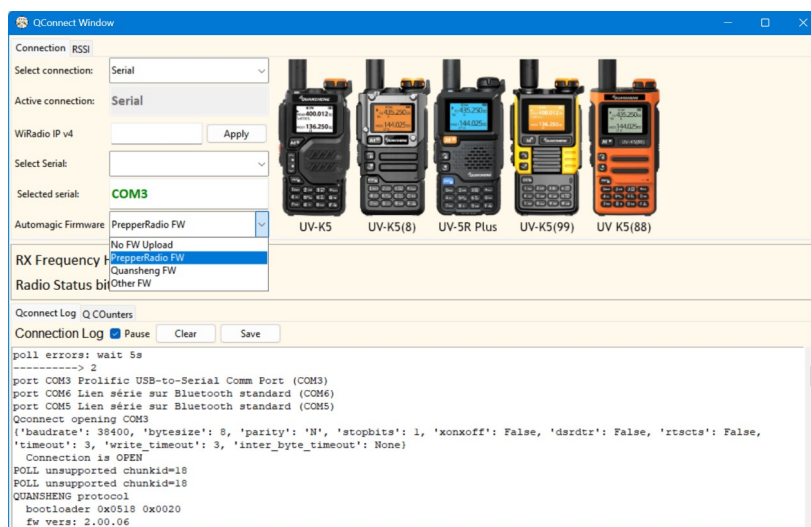 QConnect Window
Connection RSSI
Select connection: Serial
Active connection: Serial
WiRadio IP v4 Apply
Select Serial:
Selected serial: COM3
Automagic Firmware PrepperRadio FW
No FW Upload
PrepperRadio FW
Quansheng FW
Other FW
UV-K5 UV-K5(8) UV-5R Plus UV-K5(99) UV K5(88)
RX Frequency H
Radio Status bit
Qconnect Log Q COunters
Connection Log Pause Clear Save
poll errors: wait 5s
----------> 2
port COM3 Prolific USB-to-Serial Comm Port (COM3)
port COM6 Lien série sur Bluetooth standard (COM6)
port COM5 Lien série sur Bluetooth standard (COM5)
Qconnect opening COM3
{'baudrate': 38400, 'bytesize': 8, 'parity': 'N', 'stopbits': 1, 'xonxoff': False, 'dsrdtr': False, 'rtscts': False,
'timeout': 3, 'write_timeout': 3, 'inter_byte_timeout': None}
Connection is OPEN
POLL unsupported chunkid=18
POLL unsupported chunkid=18
QUANSHENG protocol
bootloader 0x0518 0x0020
fw vers: 2.00.06